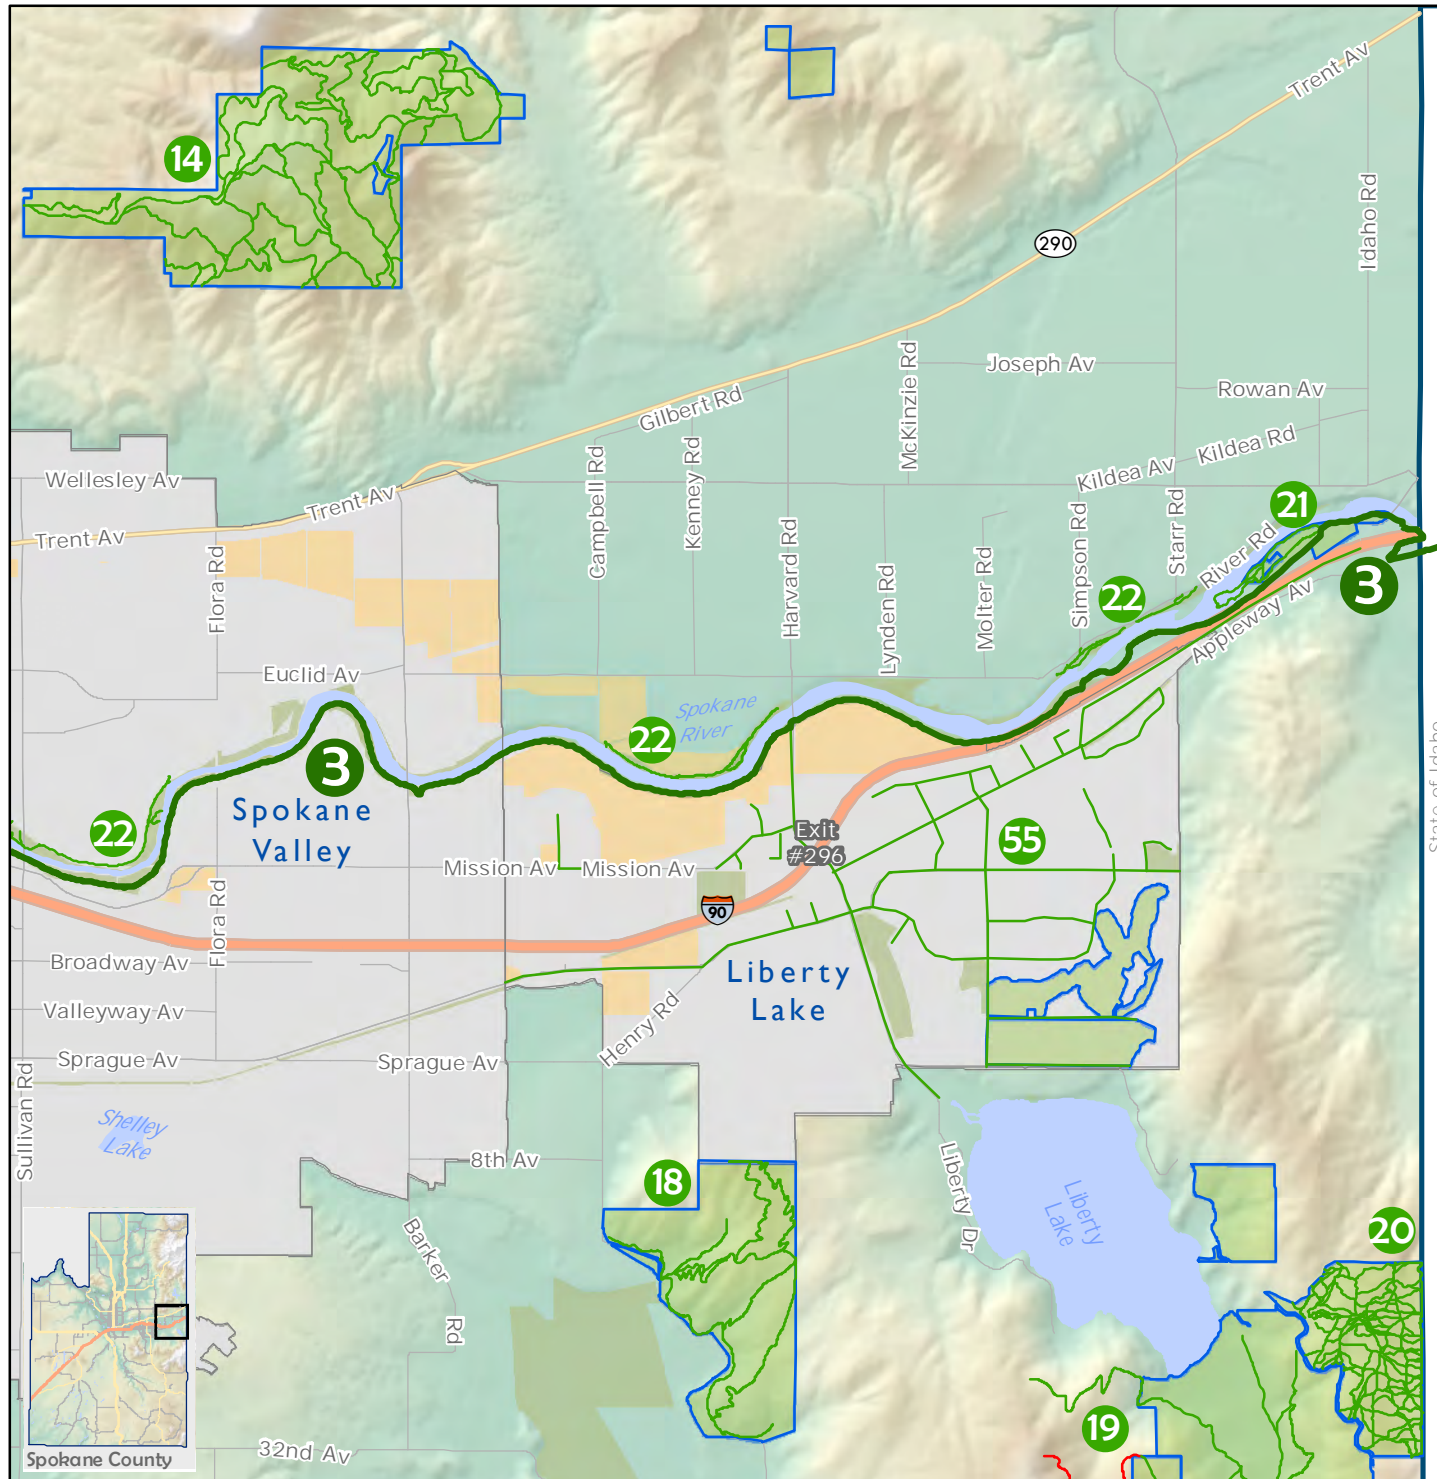 Trent Av
14
Idaho Rd
290
McKinzie Rd
Joseph Av
Rowan Av
Gilbert Rd
Kildea Rd
Wellesley Av
Campbell Rd
Kenney Rd
Kildea Av
Trent Av
21
Trent Av
Starr Rd
Simpson Rd
River Rd
Flora Rd
Harvard Rd
Lynden Rd
Molter Rd
22
3
Appleway Av
Euclid Av
Spokane
River
22
State of Idaho
3
Spokane
Valley
22
Exit
#296
55
Mission Av
Mission Av
90
Flora Rd
Broadway Av
Liberty
Lake
Valleyway Av
Henry Rd
Sprague Av
Sprague Av
Sullivan Rd
Shelley
Lake
8th Av
18
Liberty Dr
Liberty
Lake
20
Barker
Rd
19
32nd Av
Spokane County